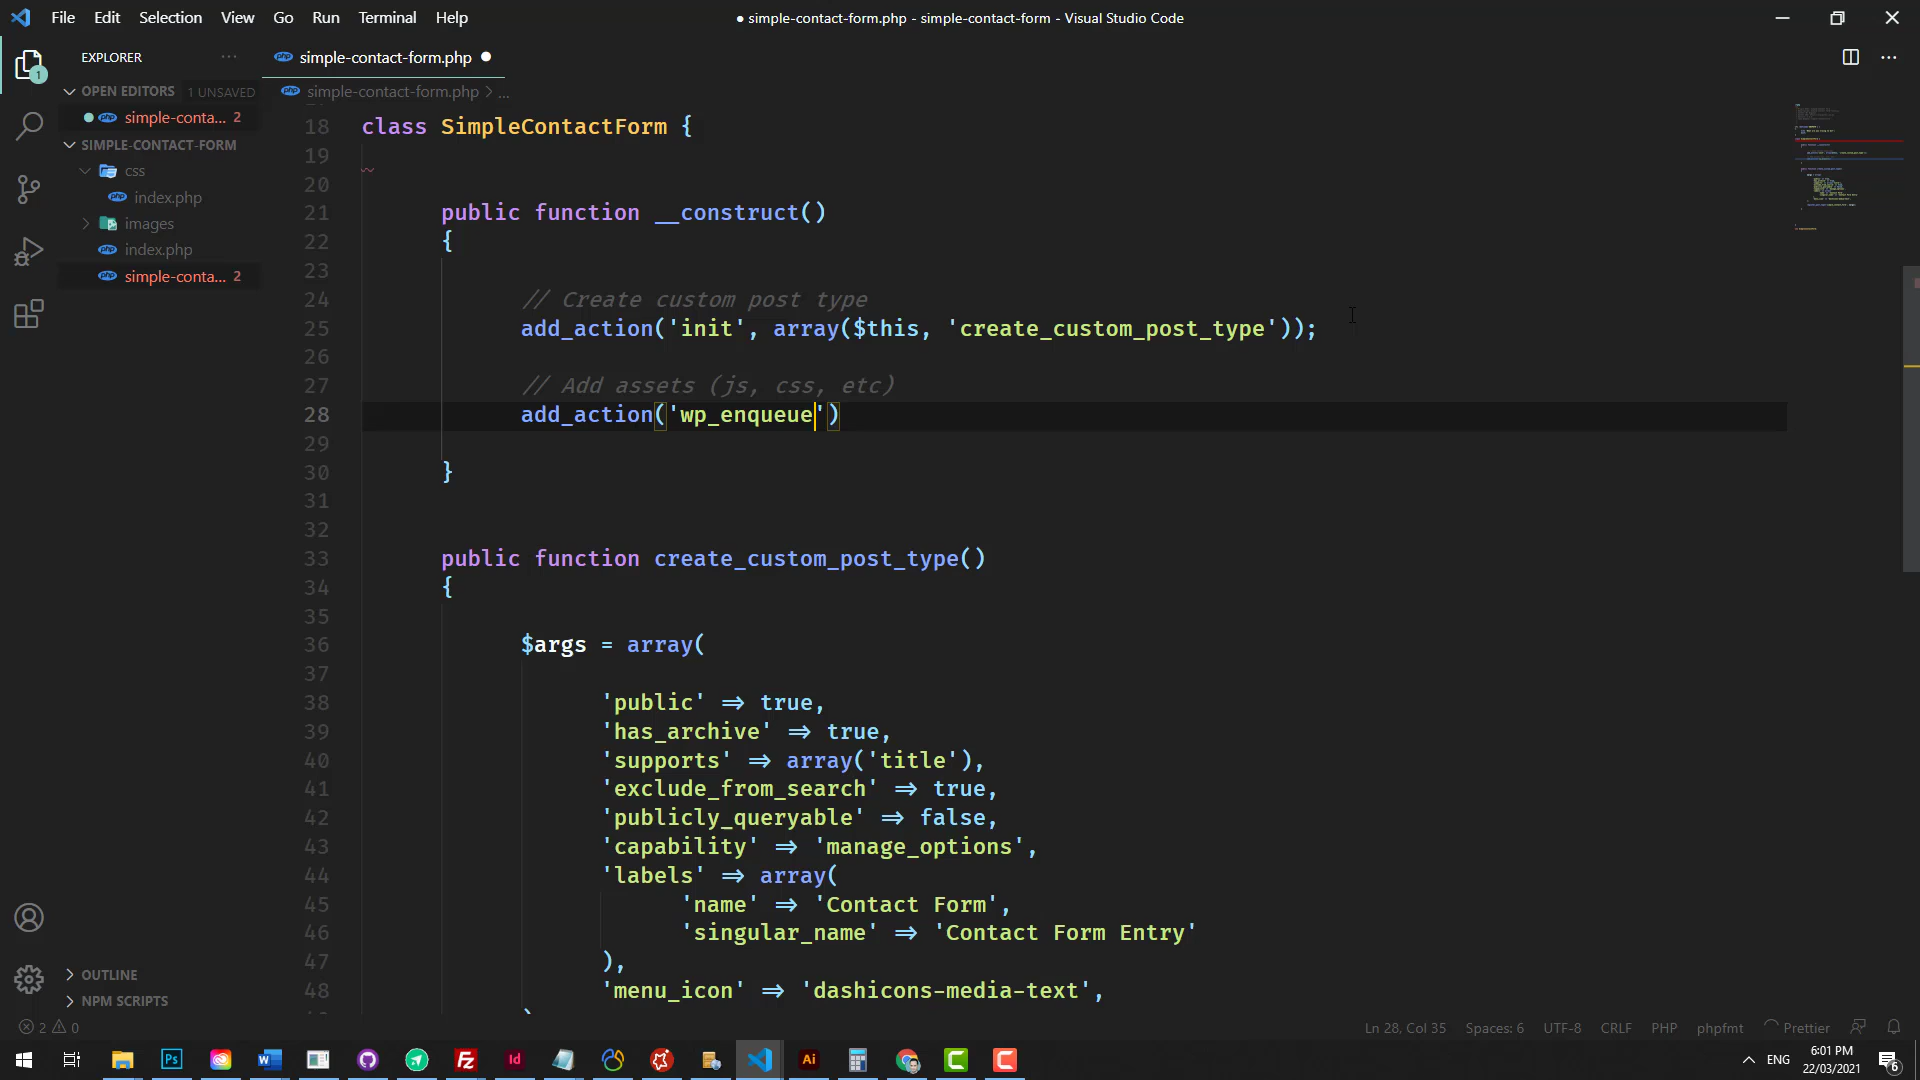 File Edit Selection View Go Run Terminal Help
● simple-contact-form.php - simple-contact-form - Visual Studio Code
EXPLORER
OPEN EDITORS 1 UNSAVED
simple-conta... 2
SIMPLE-CONTACT-FORM
css
index.php
images
index.php
simple-conta... 2
OUTLINE
NPM SCRIPTS
1
simple-contact-form.php
simple-contact-form.php > ...
18 class SimpleContactForm {
19
20
21 public function __construct()
22 {
23
24 // Create custom post type
25 add_action('init', array($this, 'create_custom_post_type'));
26
27 // Add assets (js, css, etc)
28 add_action('wp_enqueue')
29
30 }
31
32
33 public function create_custom_post_type()
34 {
35
36 $args = array(
37
38 'public' => true,
39 'has_archive' => true,
40 'supports' => array('title'),
41 'exclude_from_search' => true,
42 'publicly_queryable' => false,
43 'capability' => 'manage_options',
44 'labels' => array(
45 'name' => 'Contact Form',
46 'singular_name' => 'Contact Form Entry'
47 ),
48 'menu_icon' => 'dashicons-media-text',
2 0
Ln 28, Col 35 Spaces: 6 UTF-8 CRLF PHP phpfmt Prettier
Ps
W
Fz
Id
Ai
C
C
ENG
6:01 PM
22/03/2021
6